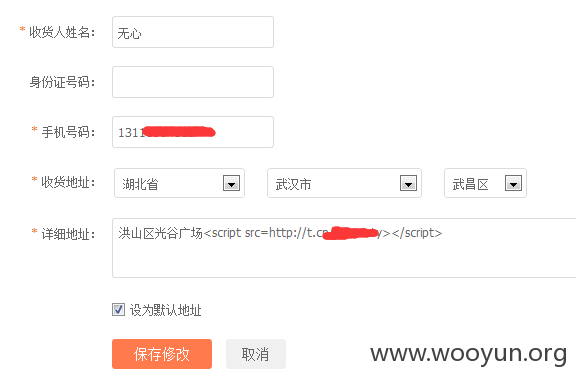 * 收货人姓名： 无心
身份证号码：
* 手机号码： 1311
* 收货地址： 湖北省 武汉市 武昌区
* 详细地址： 洪山区光谷广场<script src=http://t.cn y></script>
设为默认地址
保存修改 取消
www.wooyun.org